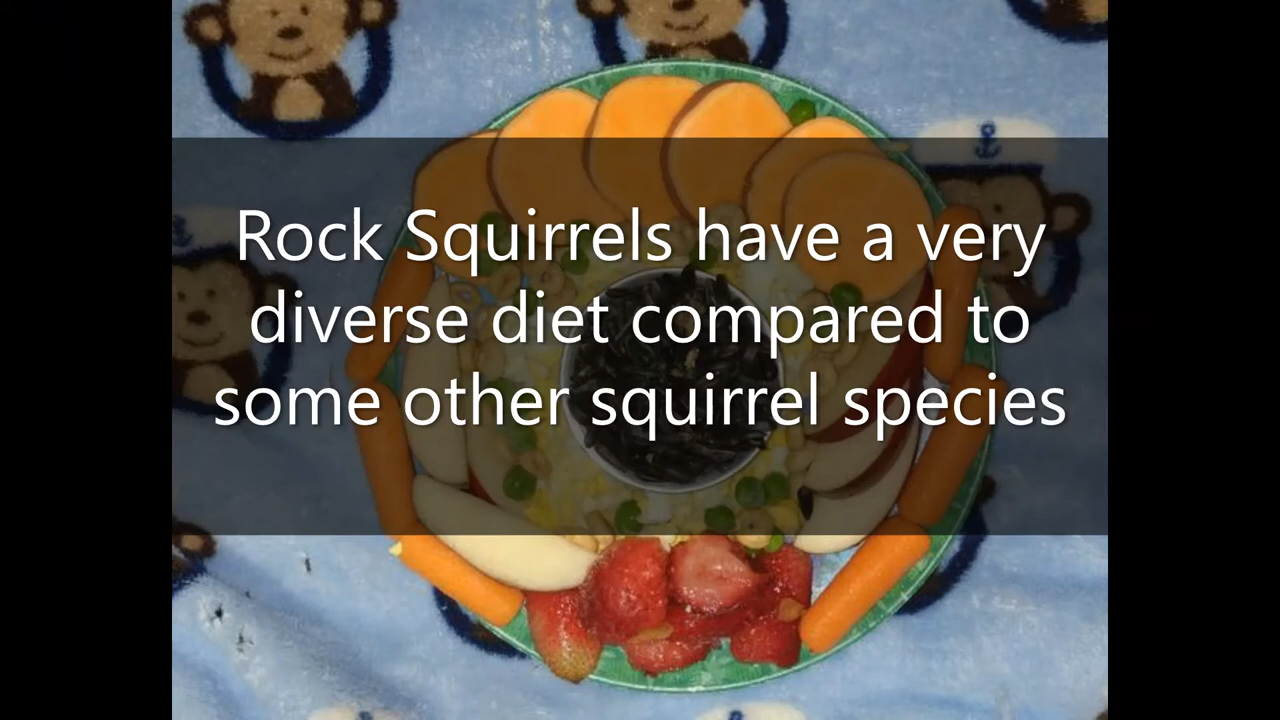 Rock Squirrels have a very
diverse diet compared to
some other squirrel species